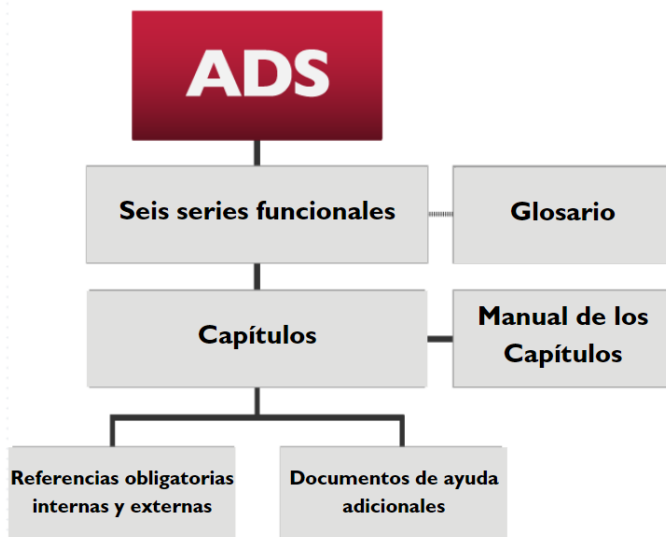 ADS
Seis series funcionales
Glosario
Capítulos
Manual de los
Capítulos
Referencias obligatorias
internas y externas
Documentos de ayuda
adicionales